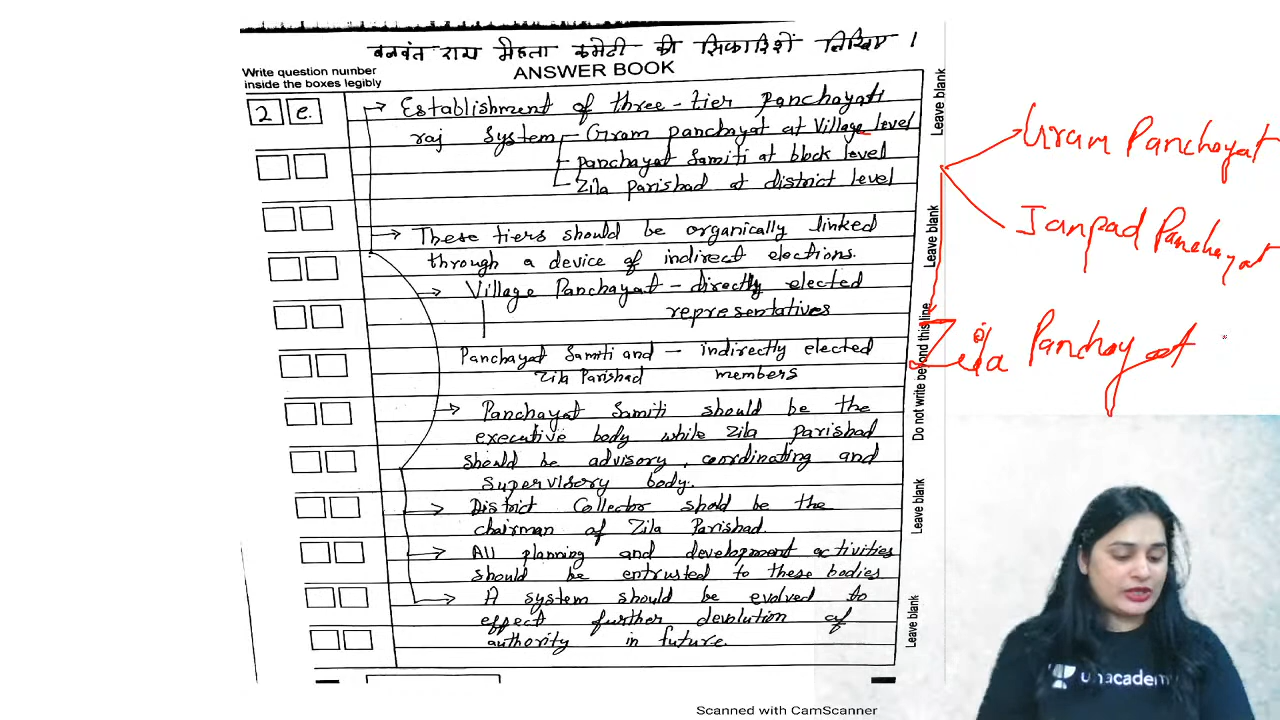 बलवंत राय मेहता कमेटी की सिफारिशें लिखिए ।
Write question number
inside the boxes legibly
ANSWER BOOK
2 e.
→ Establishment of three-tier panchayati
raj system - Gram panchayat at Village level
- panchayat Samiti at block level
- Zila parishad at district level
→ These tiers should be organically linked
through a device of indirect elections.
→ Village Panchayat - directly elected
representatives
Panchayat Samiti and - indirectly elected
Zila Parishad members
→ Panchayat Samiti should be the
executive body while Zila parishad
should be advisory, coordinating and
supervisory body.
→ District Collector shold be the
chairman of Zila Parishad.
→ All planning and development activities
should be entrusted to these bodies
→ A system should be evolved to
effect further devolution of
authority in future.
Leave blank
Leave blank
Do not write beyond this line
Leave blank
Leave blank
Gram Panchayat
Janpad Panchayat
Zila Panchayat
unacademy
Scanned with CamScanner